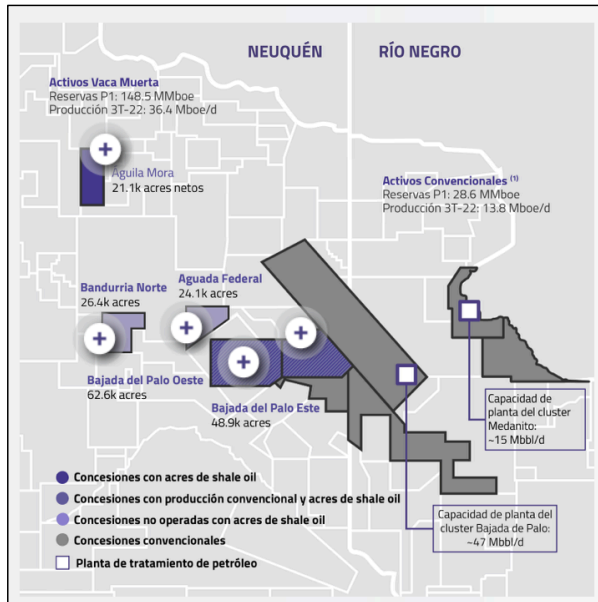 NEUQUÉN
RÍO NEGRO
Activos Vaca Muerta
Reservas P1: 148.5 MMboe
Producción 3T-22: 36.4 Mboe/d
Águila Mora
21.1k acres netos
Activos Convencionales (1)
Reservas P1: 28.6 MMboe
Producción 3T-22: 13.8 Mboe/d
Bandurria Norte
26.4k acres
Aguada Federal
24.1k acres
Bajada del Palo Oeste
62.6k acres
Bajada del Palo Este
48.9k acres
Capacidad de
planta del cluster
Medanito:
~15 Mbbl/d
Capacidad de planta del
cluster Bajada de Palo:
~47 Mbbl/d
Concesiones con acres de shale oil
Concesiones con producción convencional y acres de shale oil
Concesiones no operadas con acres de shale oil
Concesiones convencionales
Planta de tratamiento de petróleo